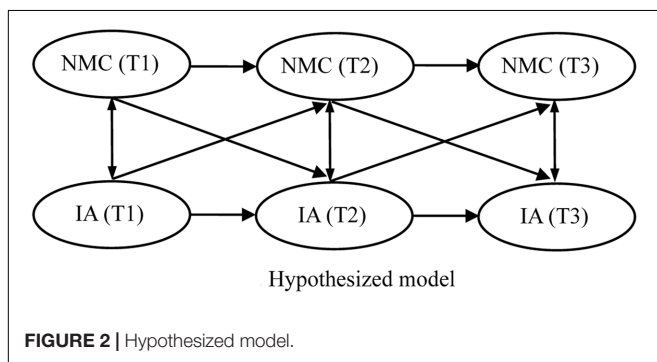 NMC (T1) NMC (T2) NMC (T3)
IA (T1) IA (T2) IA (T3)
Hypothesized model
FIGURE 2 | Hypothesized model.